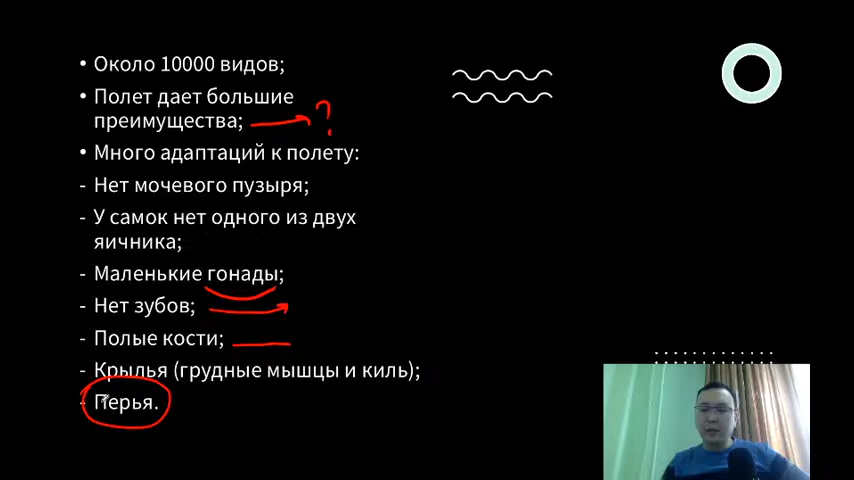 • Около 10000 видов;
• Полет дает большие
преимущества; ?
• Много адаптаций к полету:
- Нет мочевого пузыря;
- У самок нет одного из двух
яичника;
- Маленькие гонады;
- Нет зубов;
- Полые кости;
- Крылья (грудные мышцы и киль);
- Перья.